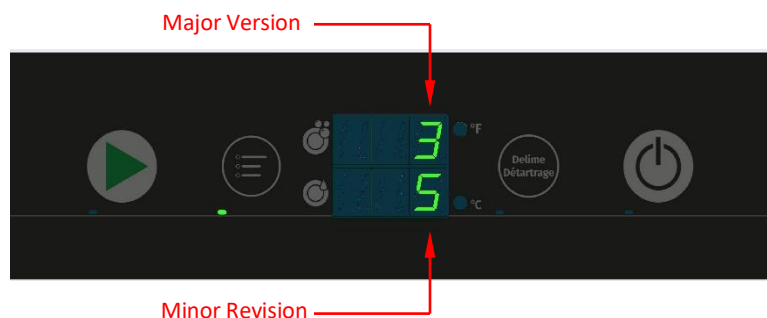 Major Version
3
°F
Delime
Détartrage
5
°C
Minor Revision